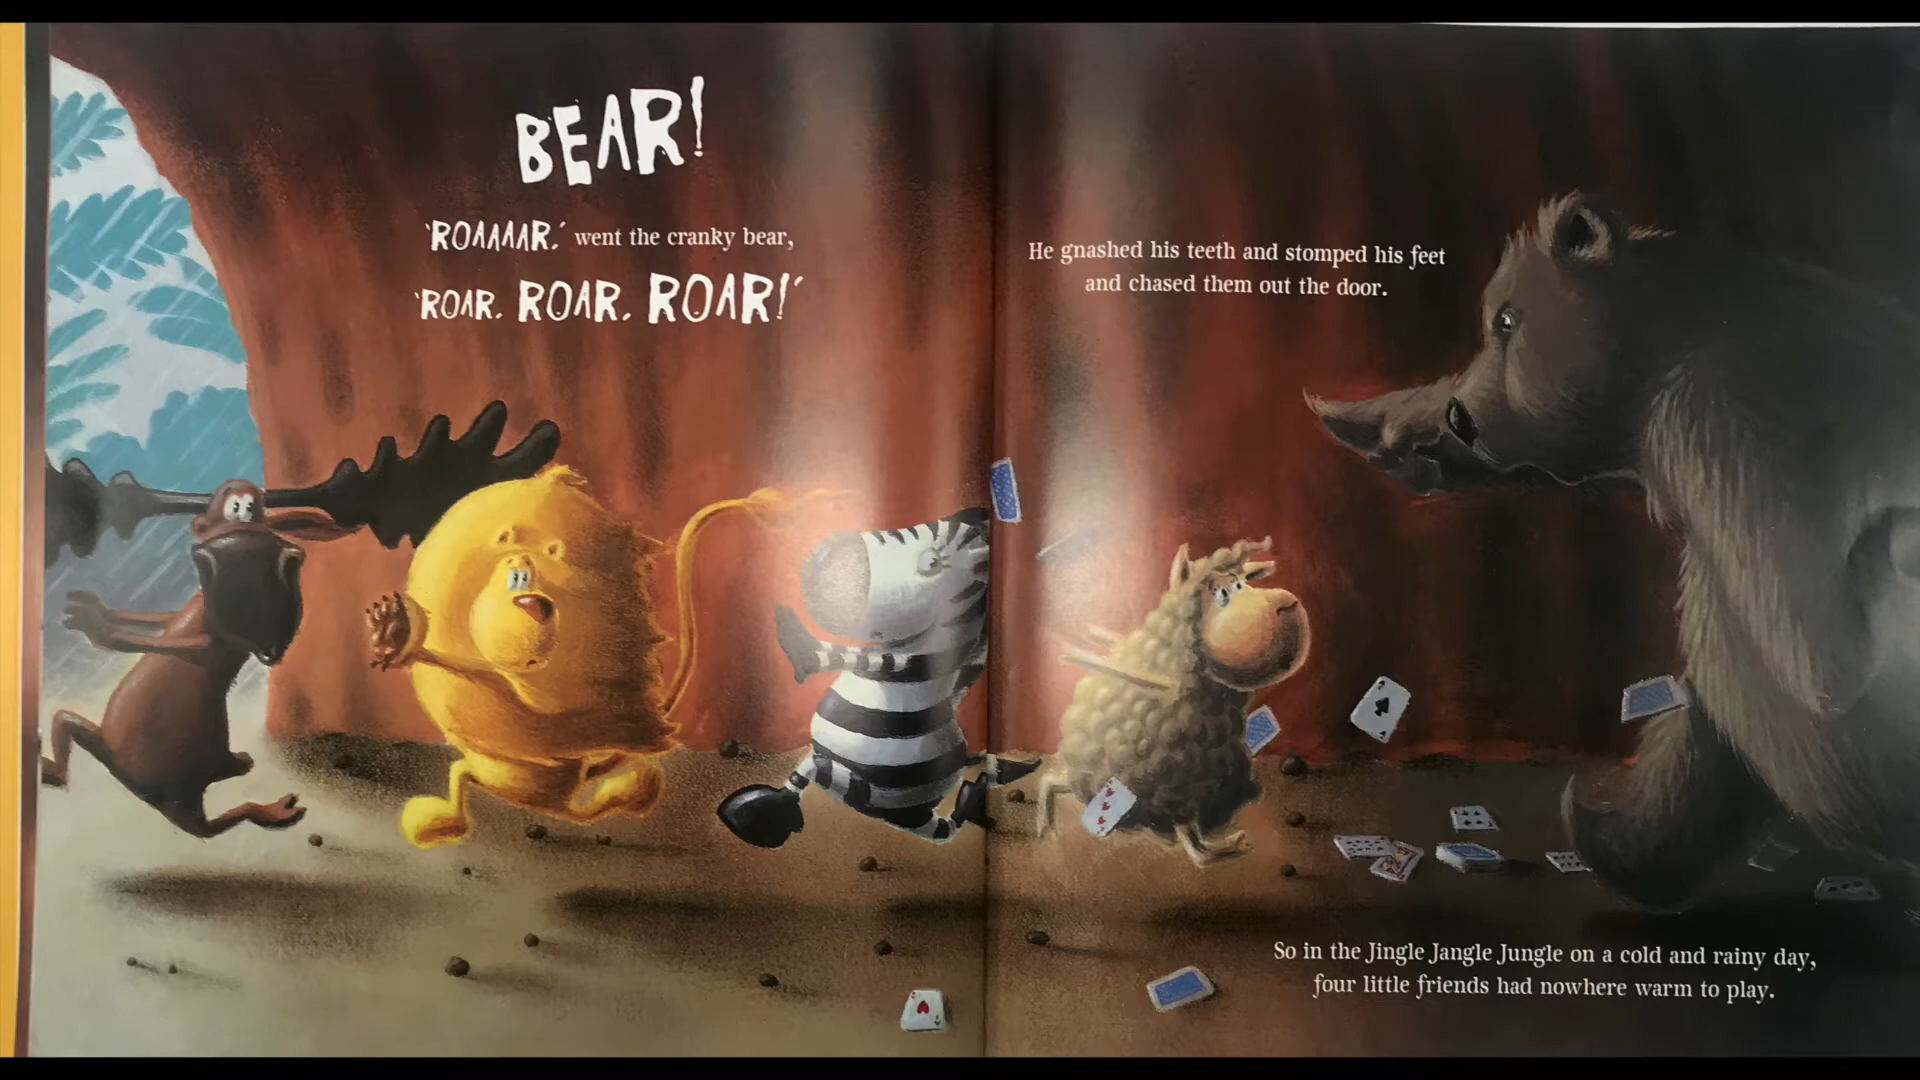 BEAR!
'ROAAAAR,' went the cranky bear,
'ROAR, ROAR, ROAR!'
He gnashed his teeth and stomped his feet
and chased them out the door.
So in the Jingle Jangle Jungle on a cold and rainy day,
four little friends had nowhere warm to play.